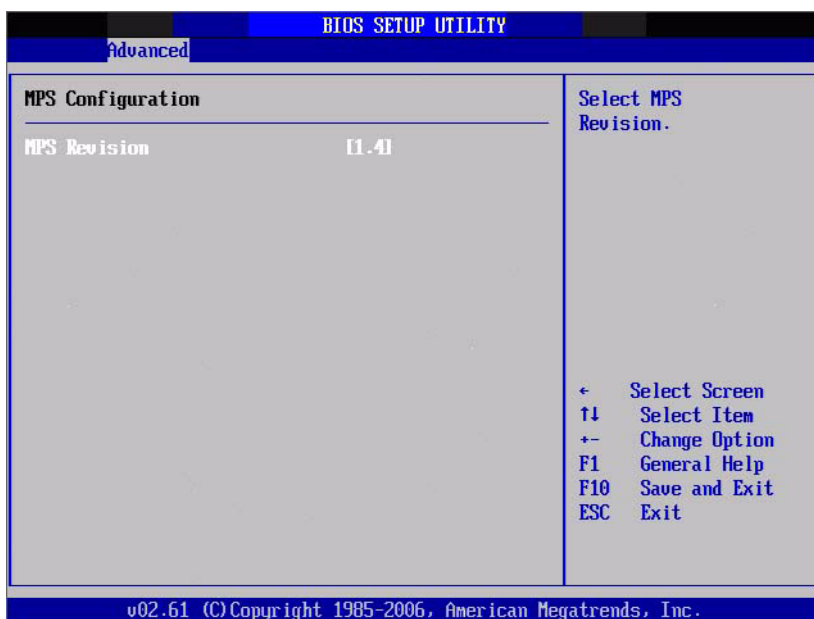 BIOS SETUP UTILITY
Advanced
MPS Configuration
MPS Revision [1.4]
Select MPS
Revision.
← Select Screen
↑↓ Select Item
+- Change Option
F1 General Help
F10 Save and Exit
ESC Exit
v02.61 (C)Copyright 1985-2006, American Megatrends, Inc.